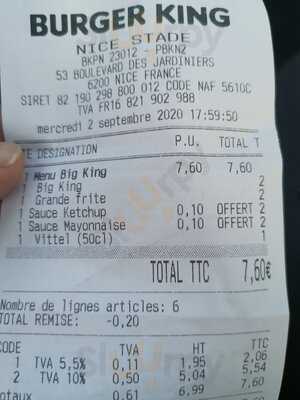 BURGER KING
NICE STADE
BKPN 23012 - PBKNZ
53 BOULEVARD DES JARDINIERS
6200 NICE FRANCE
SIRET 82 190 298 800 012 CODE NAF 5610C
TVA FR16 821 902 988
mercredi 2 septembre 2020 17:59:50
TE DESIGNATION P.U. TOTAL T
1 Menu Big King 7,60 7,60
1 Big King 2
1 Grande frite 2
1 Sauce Ketchup 0,10 OFFERT 2
1 Sauce Mayonnaise 0,10 OFFERT 2
1 Vittel (50cl) 1
TOTAL TTC 7,60€
Nombre de lignes articles: 6
TOTAL REMISE: -0,20
CODE TVA HT TTC
1 TVA 5,5% 0,11 1,95 2,06
2 TVA 10% 0,50 5,04 5,54
Totaux 0,61 6,99 7,60